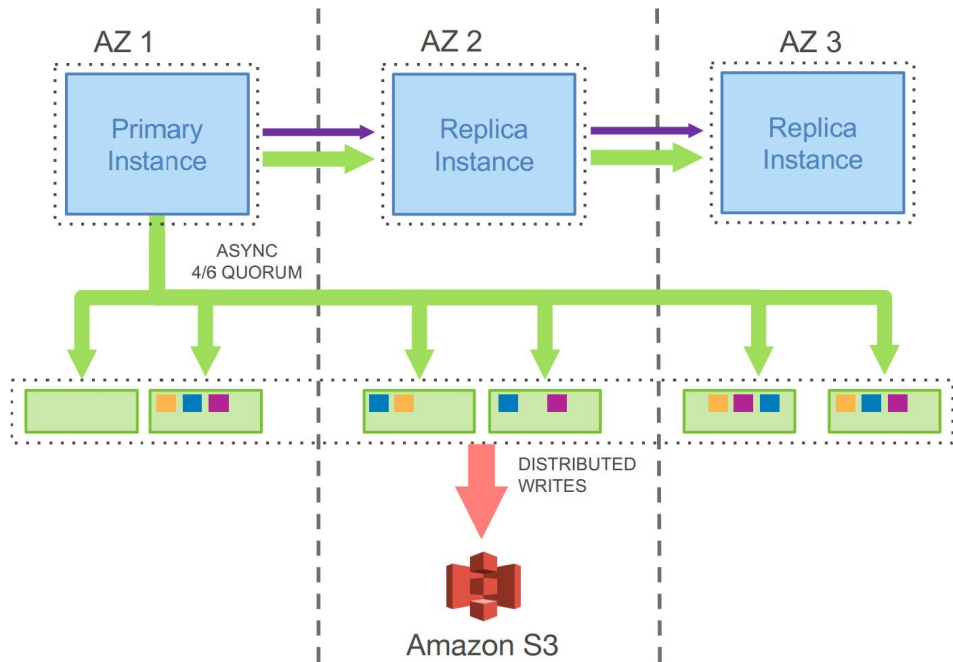 AZ 1
AZ 2
AZ 3
Primary
Instance
Replica
Instance
Replica
Instance
ASYNC
4/6 QUORUM
DISTRIBUTED
WRITES
Amazon S3